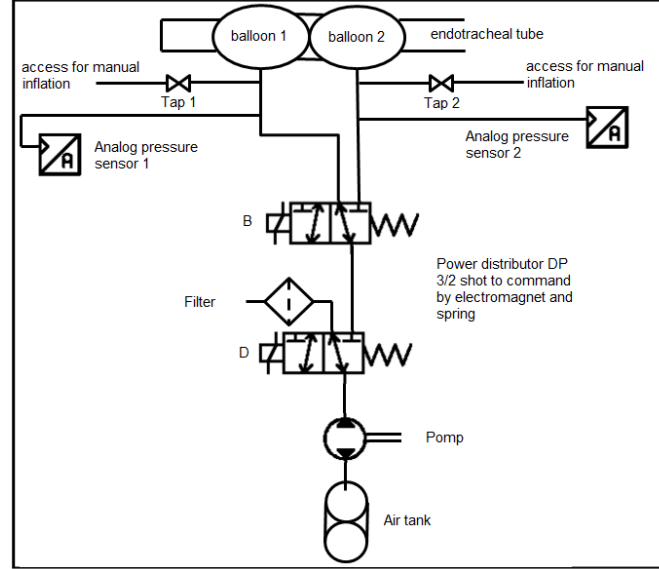 balloon 1
balloon 2
endotracheal tube
access for manual
inflation
Tap 1
access for manual
inflation
Tap 2
Analog pressure
sensor 1
A
Analog pressure
sensor 2
A
B
Power distributor DP
3/2 shot to command
by electromagnet and
spring
Filter
D
Pomp
Air tank